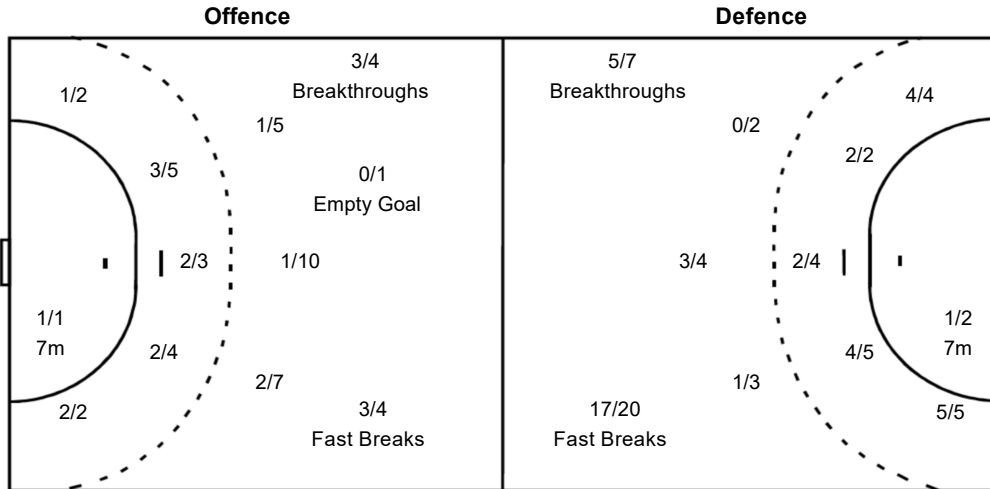 Offence
Defence
3/4
Breakthroughs
5/7
Breakthroughs
1/2
4/4
1/5
0/2
3/5
2/2
0/1
Empty Goal
2/3
1/10
3/4
2/4
1/1
7m
1/2
7m
2/4
4/5
2/7
1/3
2/2
3/4
Fast Breaks
17/20
Fast Breaks
5/5